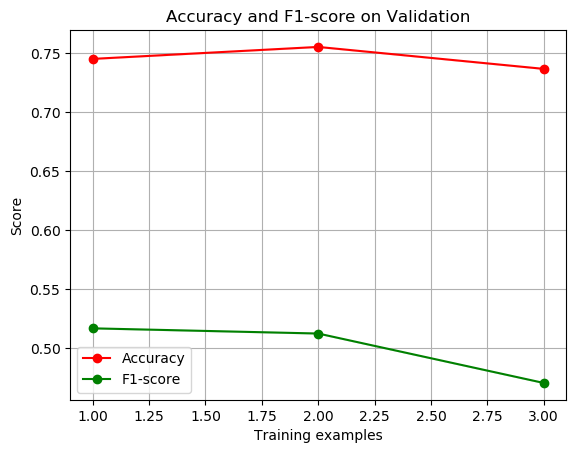 Accuracy and F1-score on Validation
0.75
0.70
0.65
0.60
0.55
0.50
Score
Accuracy
F1-score
1.00 1.25 1.50 1.75 2.00 2.25 2.50 2.75 3.00
Training examples